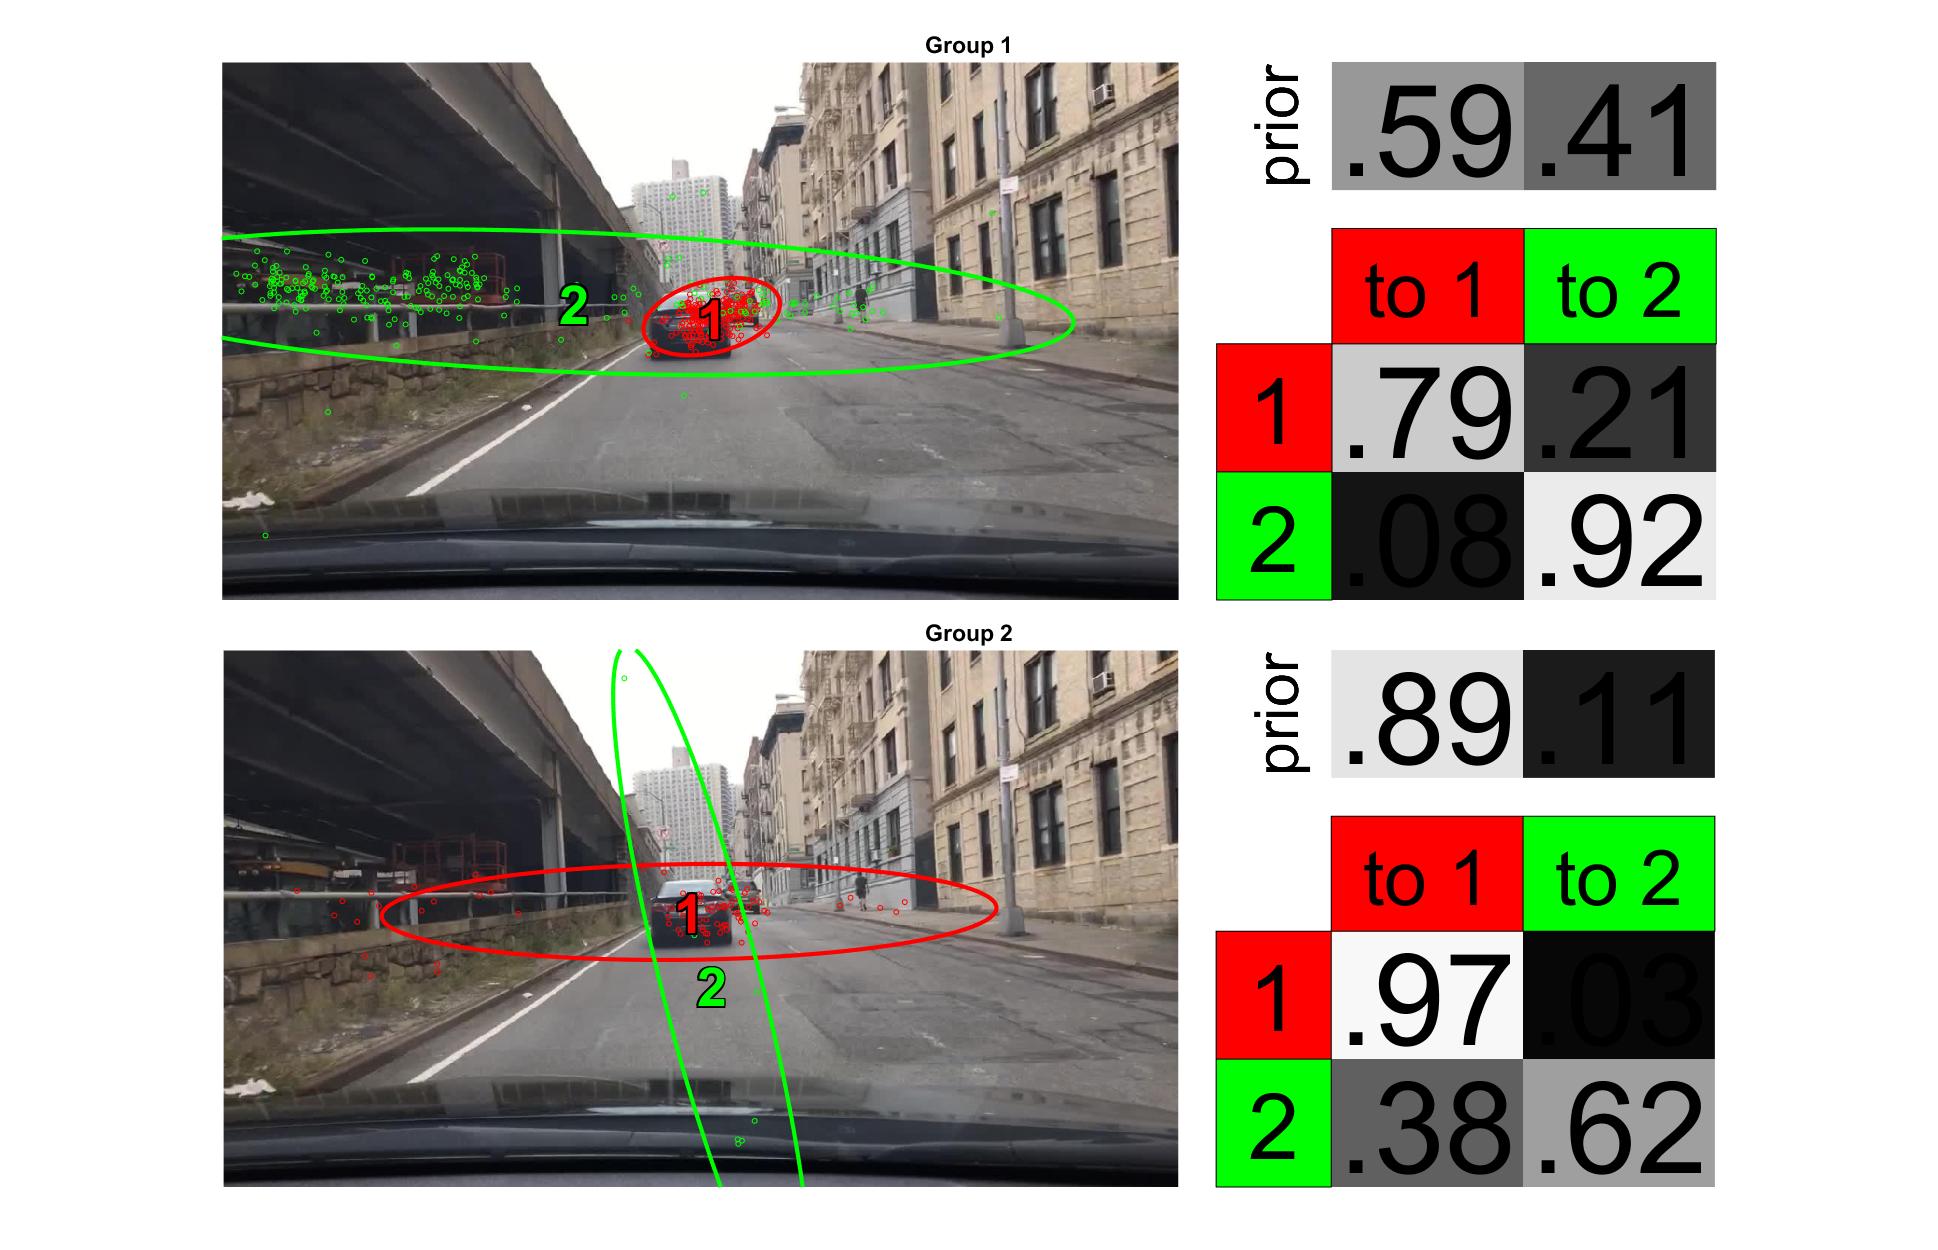 Group 1
1
2
prior
.59 .41
to 1 to 2
1 .79 .21
2 .08 .92
Group 2
1
2
prior
.89 .11
to 1 to 2
1 .97 .03
2 .38 .62